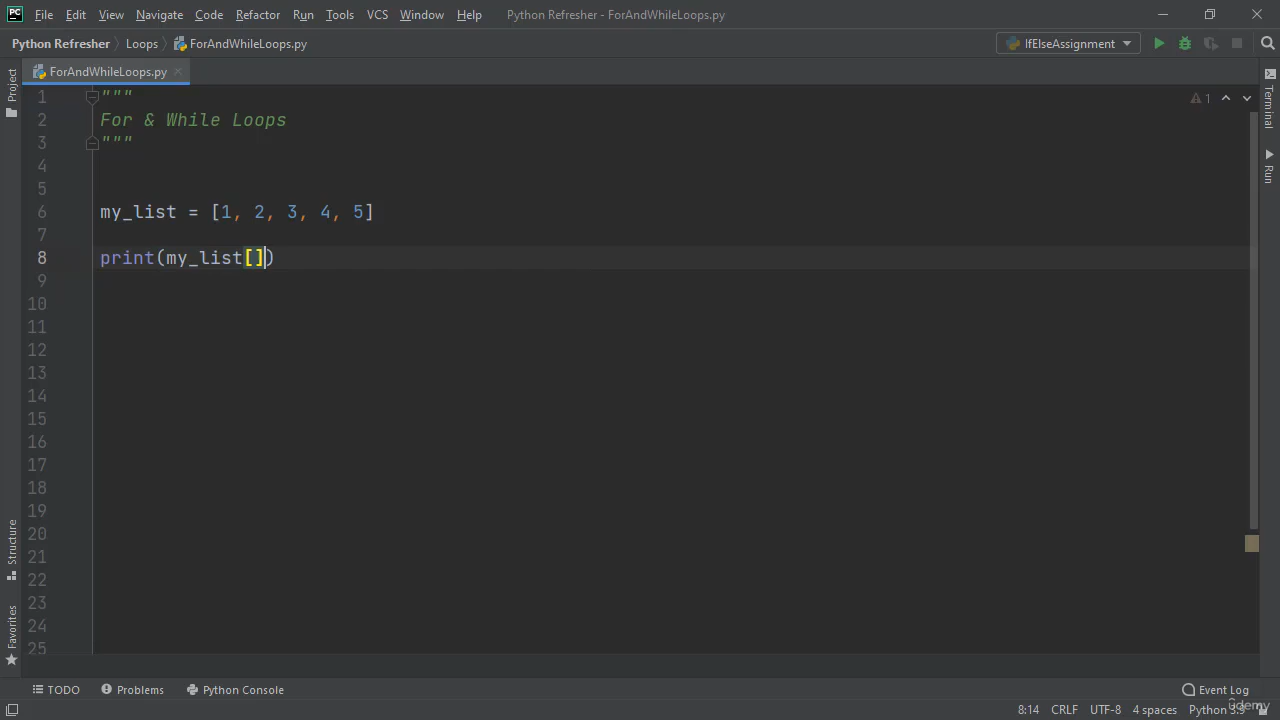 PC File Edit View Navigate Code Refactor Run Tools VCS Window Help Python Refresher - ForAndWhileLoops.py
Python Refresher Loops ForAndWhileLoops.py IfElseAssignment
ForAndWhileLoops.py
Project
Structure
Favorites
Terminal
Run
1 """
2 For & While Loops
3 """
4
5
6 my_list = [1, 2, 3, 4, 5]
7
8 print(my_list[])
9
10
11
12
13
14
15
16
17
18
19
20
21
22
23
24
25
1
TODO Problems Python Console Event Log
8:14 CRLF UTF-8 4 spaces Python 3.9
Udemy